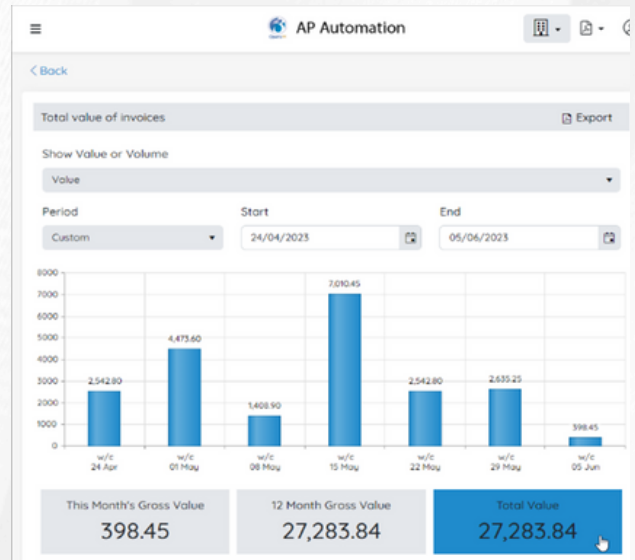 AP Automation
< Back
Total value of invoices Export
Show Value or Volume
Value
Period Start End
Custom 24/04/2023 05/06/2023
8000
7000
6000
5000
4000
3000
2000
1000
0
2,542.80 4,473.60 1,408.90 7,010.45 2,542.80 2,635.25 398.45
w/c w/c w/c w/c w/c w/c w/c
24 Apr 01 May 08 May 15 May 22 May 29 May 05 Jun
This Month's Gross Value 12 Month Gross Value Total Value
398.45 27,283.84 27,283.84